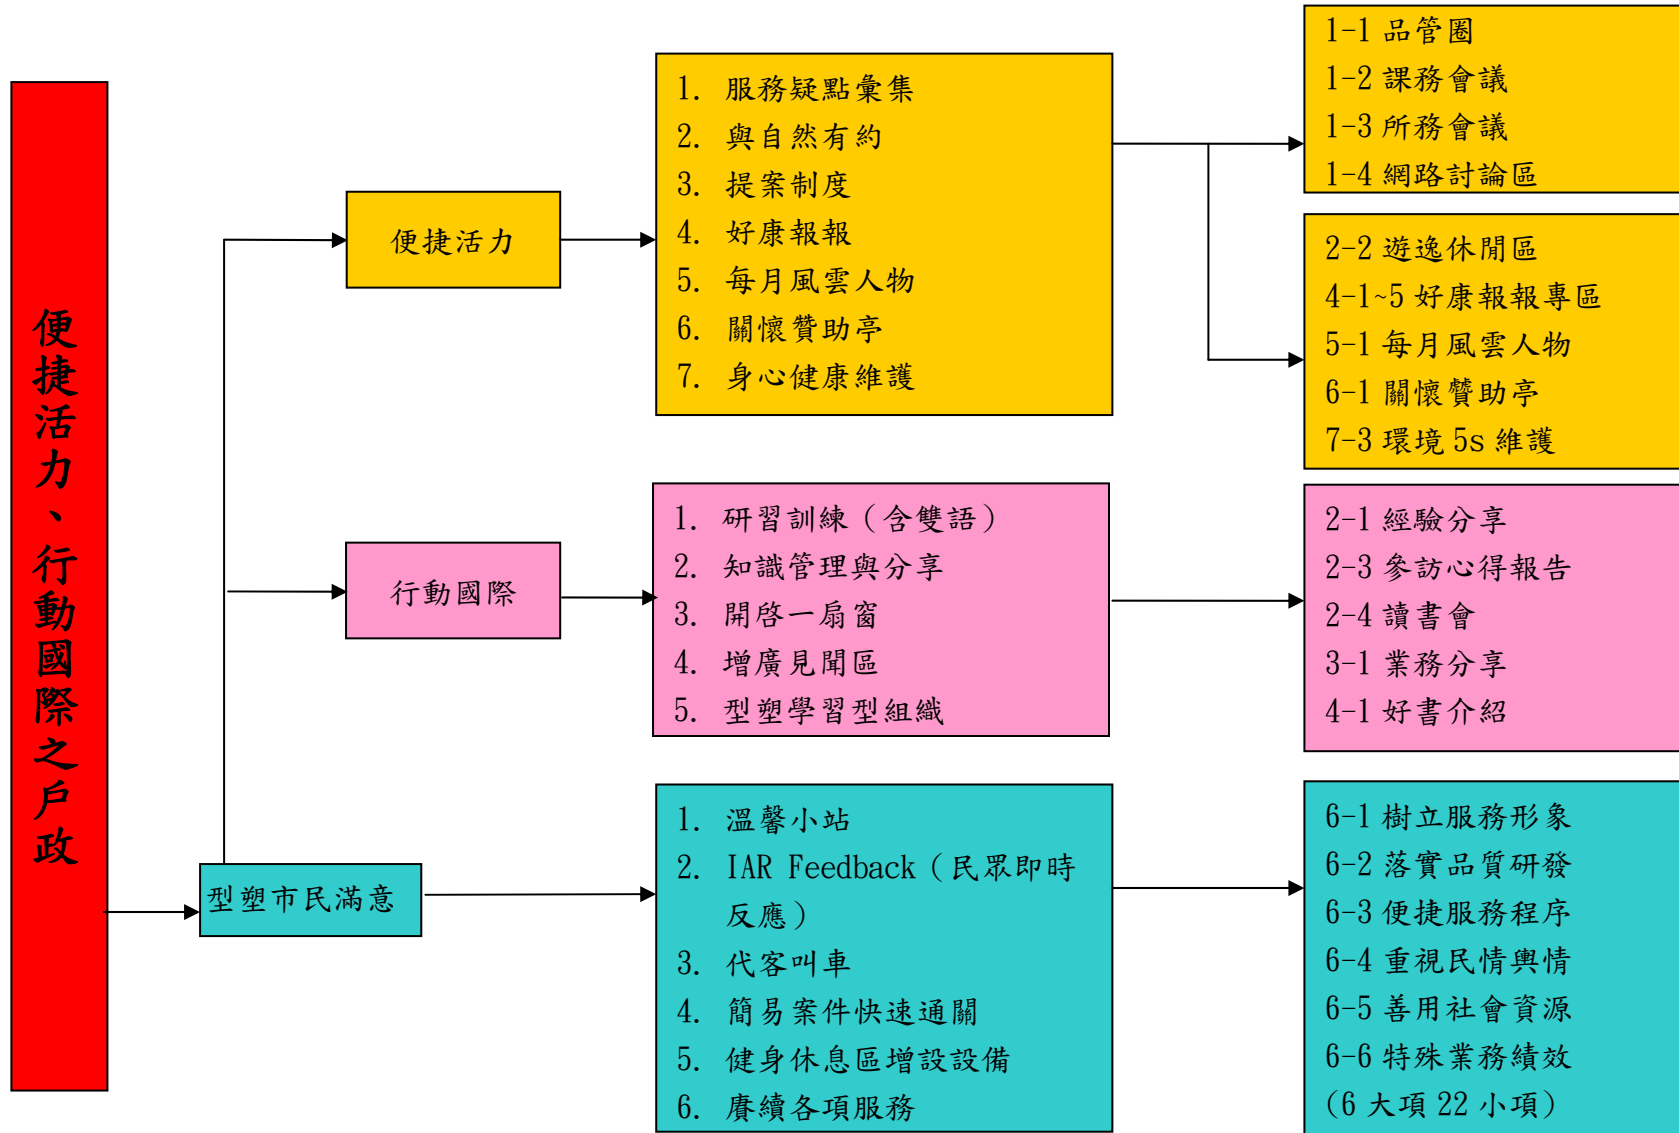 便捷活力、行動國際之戶政
便捷活力
1. 服務疑點彙集
2. 與自然有約
3. 提案制度
4. 好康報報
5. 每月風雲人物
6. 關懷贊助亭
7. 身心健康維護
1-1 品管圈
1-2 課務會議
1-3 所務會議
1-4 網路討論區
2-2 遊逸休閒區
4-1~5 好康報報專區
5-1 每月風雲人物
6-1 關懷贊助亭
7-3 環境 5s 維護
行動國際
1. 研習訓練（含雙語）
2. 知識管理與分享
3. 開啓一扇窗
4. 增廣見聞區
5. 型塑學習型組織
2-1 經驗分享
2-3 參訪心得報告
2-4 讀書會
3-1 業務分享
4-1 好書介紹
型塑市民滿意
1. 溫馨小站
2. IAR Feedback（民眾即時
反應）
3. 代客叫車
4. 簡易案件快速通關
5. 健身休息區增設設備
6. 賡續各項服務
6-1 樹立服務形象
6-2 落實品質研發
6-3 便捷服務程序
6-4 重視民情輿情
6-5 善用社會資源
6-6 特殊業務績效
(6 大項 22 小項)